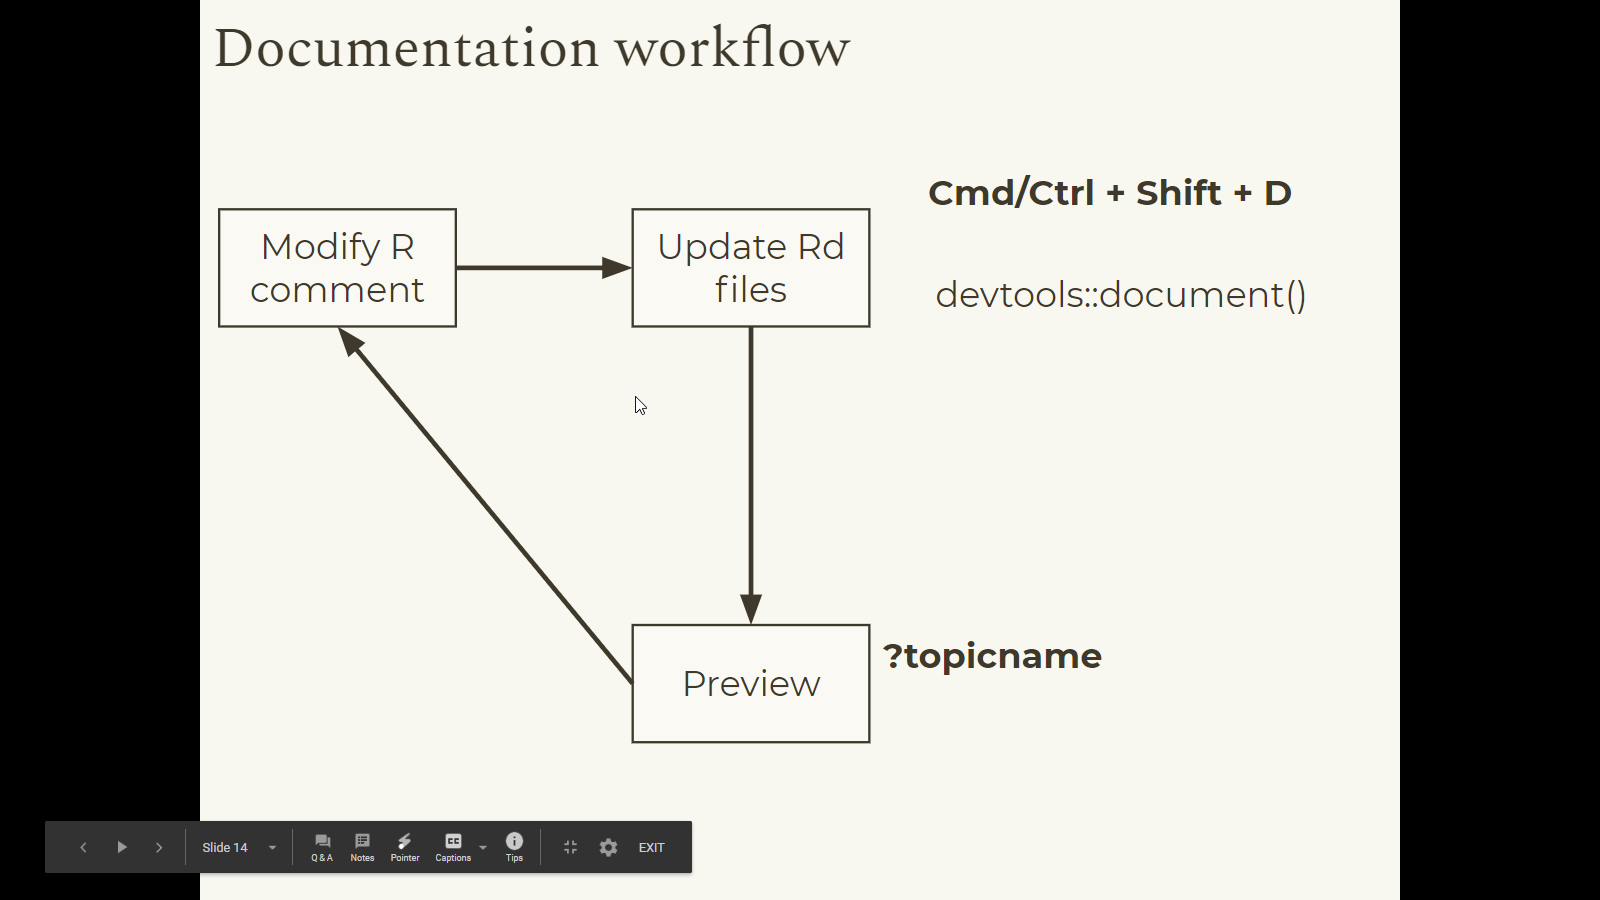 Documentation workflow
Cmd/Ctrl + Shift + D
Modify R
comment
Update Rd
files
devtools::document()
Preview
?topicname
Slide 14
Q & A
Notes
Pointer
CC
Captions
Tips
EXIT